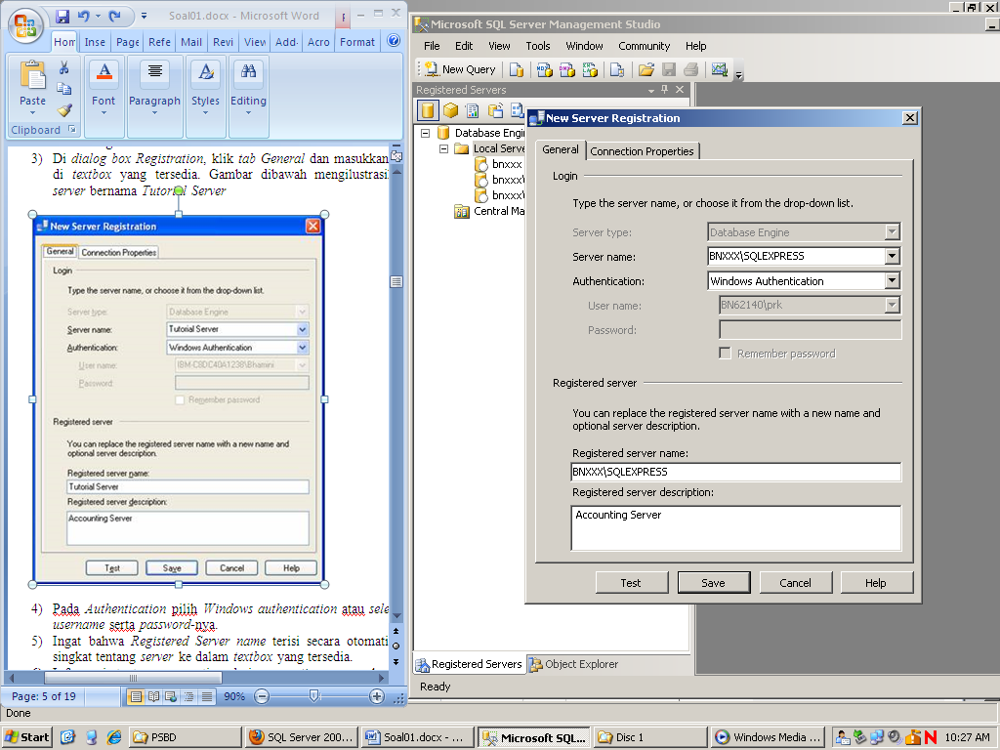 Soal01.docx - Microsoft Word
Hom Inse Page Refe Mail Revi View Add- Acro Format
Paste Font Paragraph Styles Editing
Clipboard
3) Di dialog box Registration, klik tab General dan masukkan
di textbox yang tersedia. Gambar dibawah mengilustrasi
server bernama Tutorial Server
New Server Registration
General Connection Properties
Login
Type the server name, or choose it from the drop-down list.
Server type: Database Engine
Server name: Tutorial Server
Authentication: Windows Authentication
User name: IBM-C8DC40A1238\Bhamini
Password:
Remember password
Registered server
You can replace the registered server name with a new name and
optional server description.
Registered server name:
Tutorial Server
Registered server description:
Accounting Server
Test Save Cancel Help
4) Pada Authentication pilih Windows authentication atau sele
username serta password-nya.
5) Ingat bahwa Registered Server name terisi secara otomati
singkat tentang server ke dalam textbox yang tersedia.
Page: 5 of 19 90%
Done
Microsoft SQL Server Management Studio
File Edit View Tools Window Community Help
New Query
Registered Servers
Database Engi
Local Serve
bnxxx
bnxxx\
bnxxx\
Central Ma
New Server Registration
General Connection Properties
Login
Type the server name, or choose it from the drop-down list.
Server type: Database Engine
Server name: BNXXX\SQLEXPRESS
Authentication: Windows Authentication
User name: BN62140\prk
Password:
Remember password
Registered server
You can replace the registered server name with a new name and
optional server description.
Registered server name:
BNXXX\SQLEXPRESS
Registered server description:
Accounting Server
Test Save Cancel Help
Registered Servers Object Explorer
Ready
Start PSBD SQL Server 200... Soal01.docx - ... Microsoft SQL... Disc 1 Windows Media ... 10:27 AM